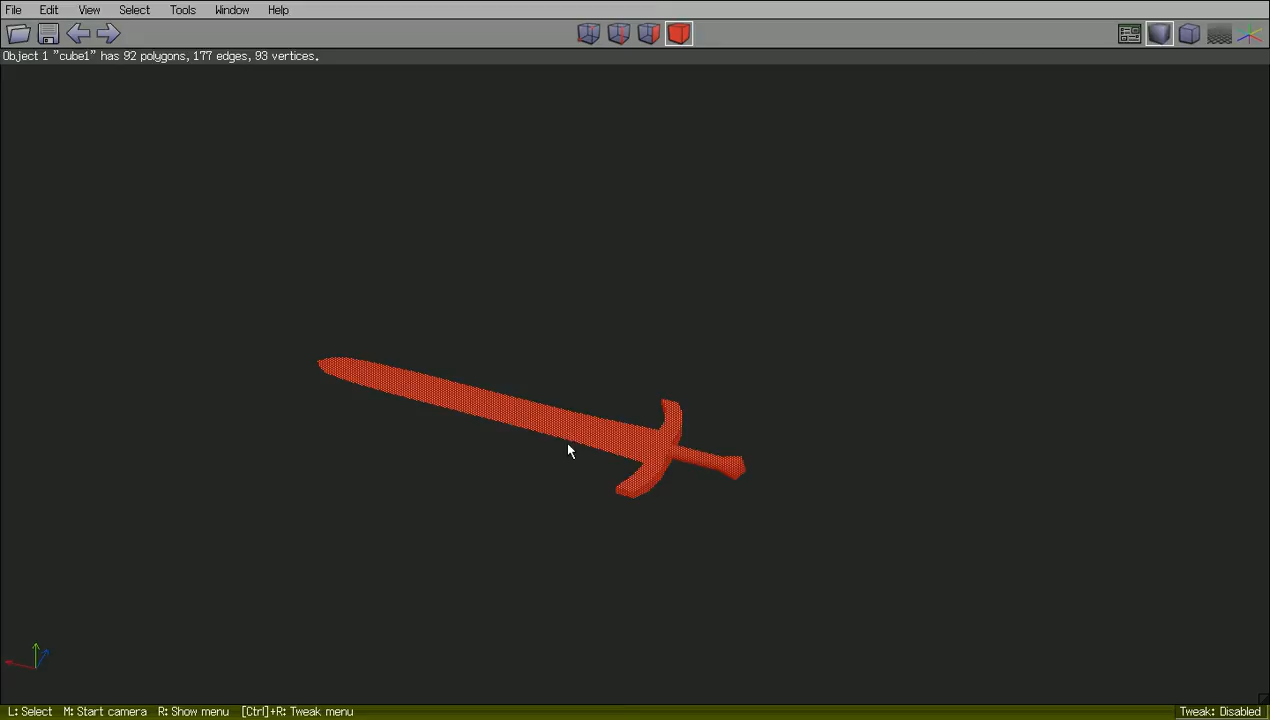 File Edit View Select Tools Window Help
Object 1 "cube1" has 92 polygons, 177 edges, 93 vertices.
L: Select M: Start camera R: Show menu [Ctrl]+R: Tweak menu Tweak: Disabled